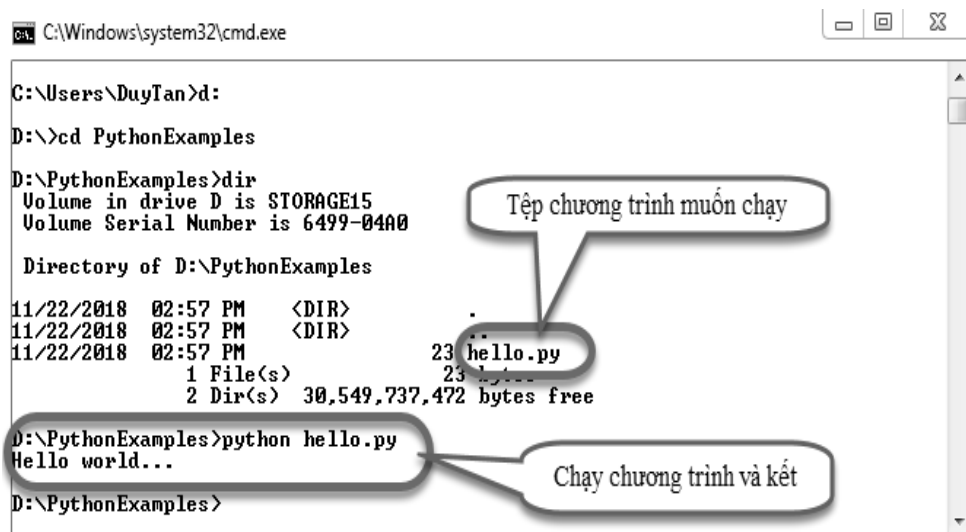 C:\Windows\system32\cmd.exe
C:\Users\DuyTan>d:
D:\>cd PythonExamples
D:\PythonExamples>dir
Volume in drive D is STORAGE15
Volume Serial Number is 6499-04A0
Tệp chương trình muốn chạy
Directory of D:\PythonExamples
11/22/2018 02:57 PM <DIR> .
11/22/2018 02:57 PM <DIR> ..
11/22/2018 02:57 PM 23 hello.py
1 File(s) 23 bytes
2 Dir(s) 30,549,737,472 bytes free
D:\PythonExamples>python hello.py
Hello world...
Chạy chương trình và kết
D:\PythonExamples>